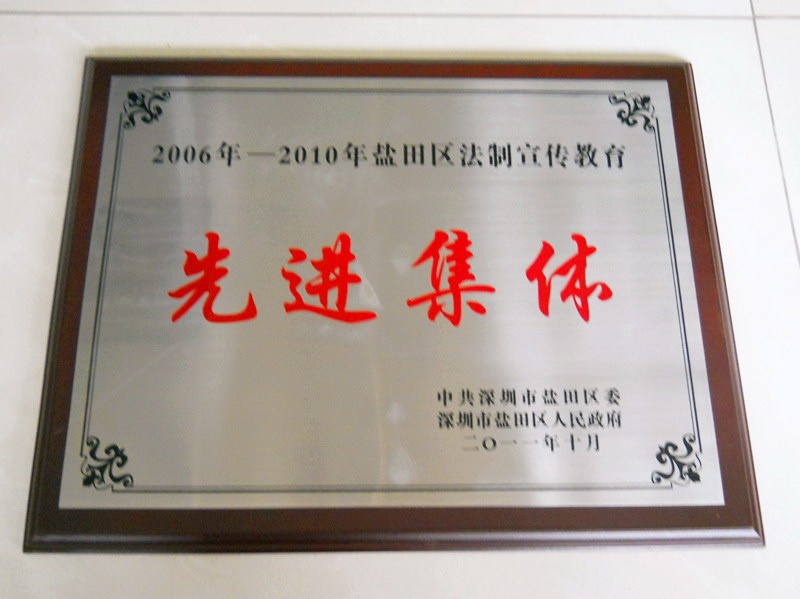 2006年—2010年盐田区法制宣传教育
先进集体
中共深圳市盐田区委
深圳市盐田区人民政府
二〇一一年十月